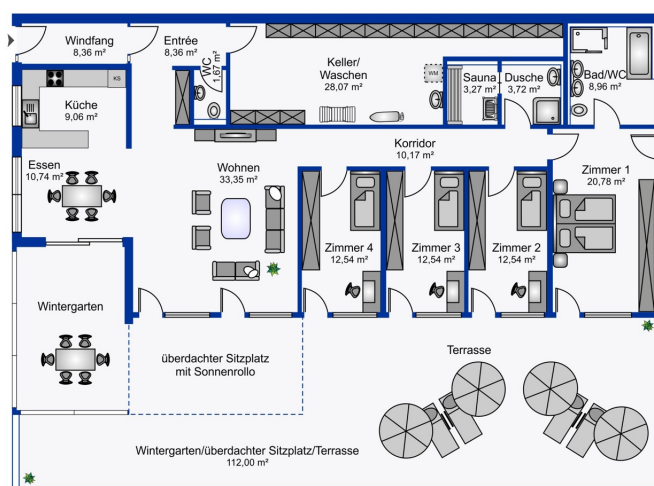 Windfang
8,36 m²
Entrée
8,36 m²
WC
1,67 m²
Keller/
Waschen
28,07 m²
WM
Sauna
3,27 m²
Dusche
3,72 m²
Bad/WC
8,96 m²
KS
Küche
9,06 m²
Korridor
10,17 m²
Essen
10,74 m²
Wohnen
33,35 m²
Zimmer 1
20,78 m²
Zimmer 4
12,54 m²
Zimmer 3
12,54 m²
Zimmer 2
12,54 m²
Wintergarten
überdachter Sitzplatz
mit Sonnenrollo
Terrasse
Wintergarten/überdachter Sitzplatz/Terrasse
112,00 m²